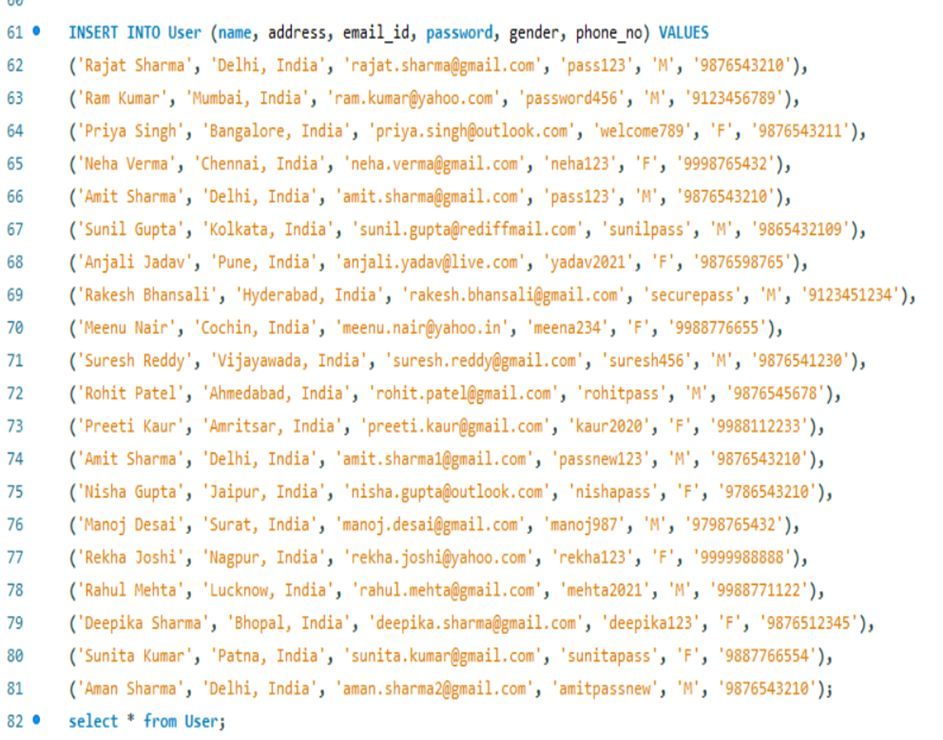 61 INSERT INTO User (name, address, email_id, password, gender, phone_no) VALUES
62 ('Rajat Sharma', 'Delhi, India', 'rajat.sharma@gmail.com', 'pass123', 'M', '9876543210'),
63 ('Ram Kumar', 'Mumbai, India', 'ram.kumar@yahoo.com', 'password456', 'M', '9123456789'),
64 ('Priya Singh', 'Bangalore, India', 'priya.singh@outlook.com', 'welcome789', 'F', '9876543211'),
65 ('Neha Verma', 'Chennai, India', 'neha.verma@gmail.com', 'neha123', 'F', '9998765432'),
66 ('Amit Sharma', 'Delhi, India', 'amit.sharma@gmail.com', 'pass123', 'M', '9876543210'),
67 ('Sunil Gupta', 'Kolkata, India', 'sunil.gupta@rediffmail.com', 'sunilpass', 'M', '9865432109'),
68 ('Anjali Jadav', 'Pune, India', 'anjali.yadav@live.com', 'yadav2021', 'F', '9876598765'),
69 ('Rakesh Bhansali', 'Hyderabad, India', 'rakesh.bhansali@gmail.com', 'securepass', 'M', '9123451234'),
70 ('Meenu Nair', 'Cochin, India', 'meenu.nair@yahoo.in', 'meena234', 'F', '9988776655'),
71 ('Suresh Reddy', 'Vijayawada, India', 'suresh.reddy@gmail.com', 'suresh456', 'M', '9876541230'),
72 ('Rohit Patel', 'Ahmedabad, India', 'rohit.patel@gmail.com', 'rohitpass', 'M', '9876545678'),
73 ('Preeti Kaur', 'Amritsar, India', 'preeti.kaur@gmail.com', 'kaur2020', 'F', '9988112233'),
74 ('Amit Sharma', 'Delhi, India', 'amit.sharma1@gmail.com', 'passnew123', 'M', '9876543210'),
75 ('Nisha Gupta', 'Jaipur, India', 'nisha.gupta@outlook.com', 'nishapass', 'F', '9786543210'),
76 ('Manoj Desai', 'Surat, India', 'manoj.desai@gmail.com', 'manoj987', 'M', '9798765432'),
77 ('Rekha Joshi', 'Nagpur, India', 'rekha.joshi@yahoo.com', 'rekha123', 'F', '9999988888'),
78 ('Rahul Mehta', 'Lucknow, India', 'rahul.mehta@gmail.com', 'mehta2021', 'M', '9988771122'),
79 ('Deepika Sharma', 'Bhopal, India', 'deepika.sharma@gmail.com', 'deepika123', 'F', '9876512345'),
80 ('Sunita Kumar', 'Patna, India', 'sunita.kumar@gmail.com', 'sunitapass', 'F', '9887766554'),
81 ('Aman Sharma', 'Delhi, India', 'aman.sharma2@gmail.com', 'amitpassnew', 'M', '9876543210');
82 select * from User;